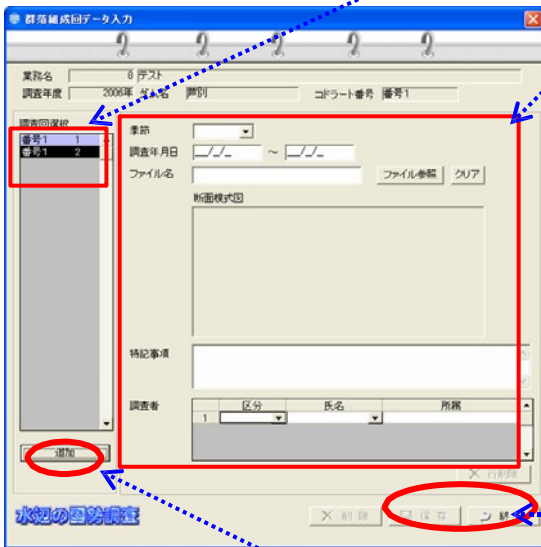 群落組成回データ入力
業務名 0 テスト
調査年度 2006年 ダム名 芦別 コドラート番号 番号1
調査回選択
番号1 1
番号1 2
季節
調査年月日 __/_/_ ~ __/_/_
ファイル名 ファイル参照 クリア
断面模式図
特記事項
調査者 区分 氏名 所属
1
追加
行削除
水辺の国勢調査 削除 保存